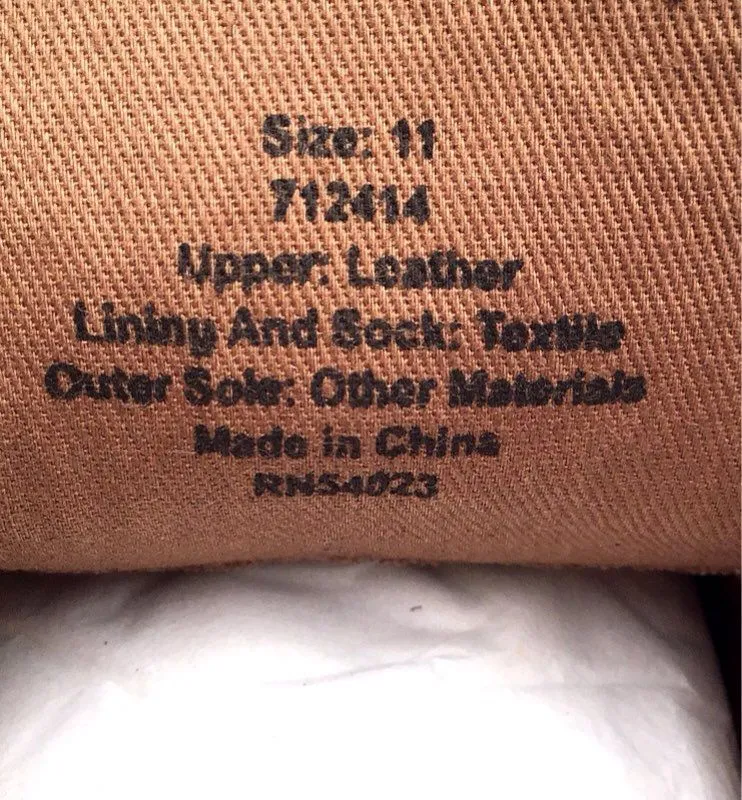 Size: 11
712414
Upper: Leather
Lining And Sock: Textile
Outer Sole: Other Materials
Made in China
RN54023